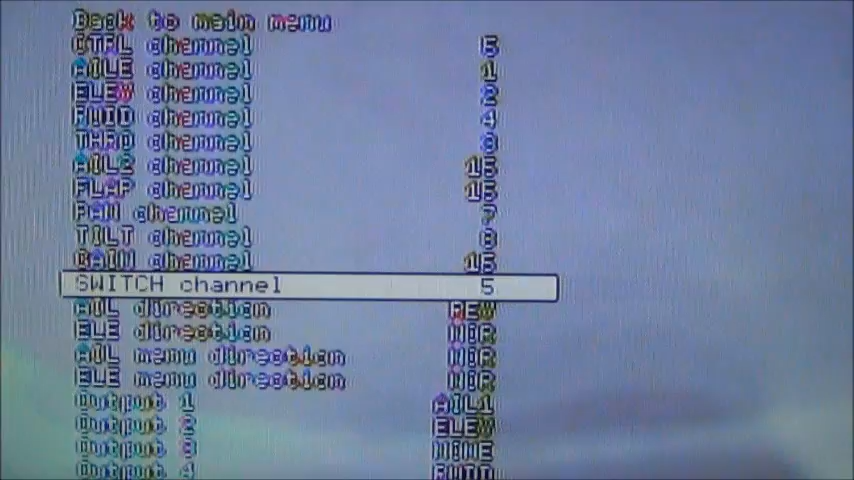 Back to main menu
CTRL channel 5
AILE channel 1
ELEV channel 2
RUDD channel 4
THRO channel 3
AIL2 channel 15
FLAP channel 15
PAN channel 7
TILT channel 8
GAIN channel 15
SWITCH channel 5
AIL direction REV
ELE direction NOR
AIL menu direction NOR
ELE menu direction NOR
Output 1 AIL1
Output 2 ELEV
Output 3 NONE
Output 4 RUDD